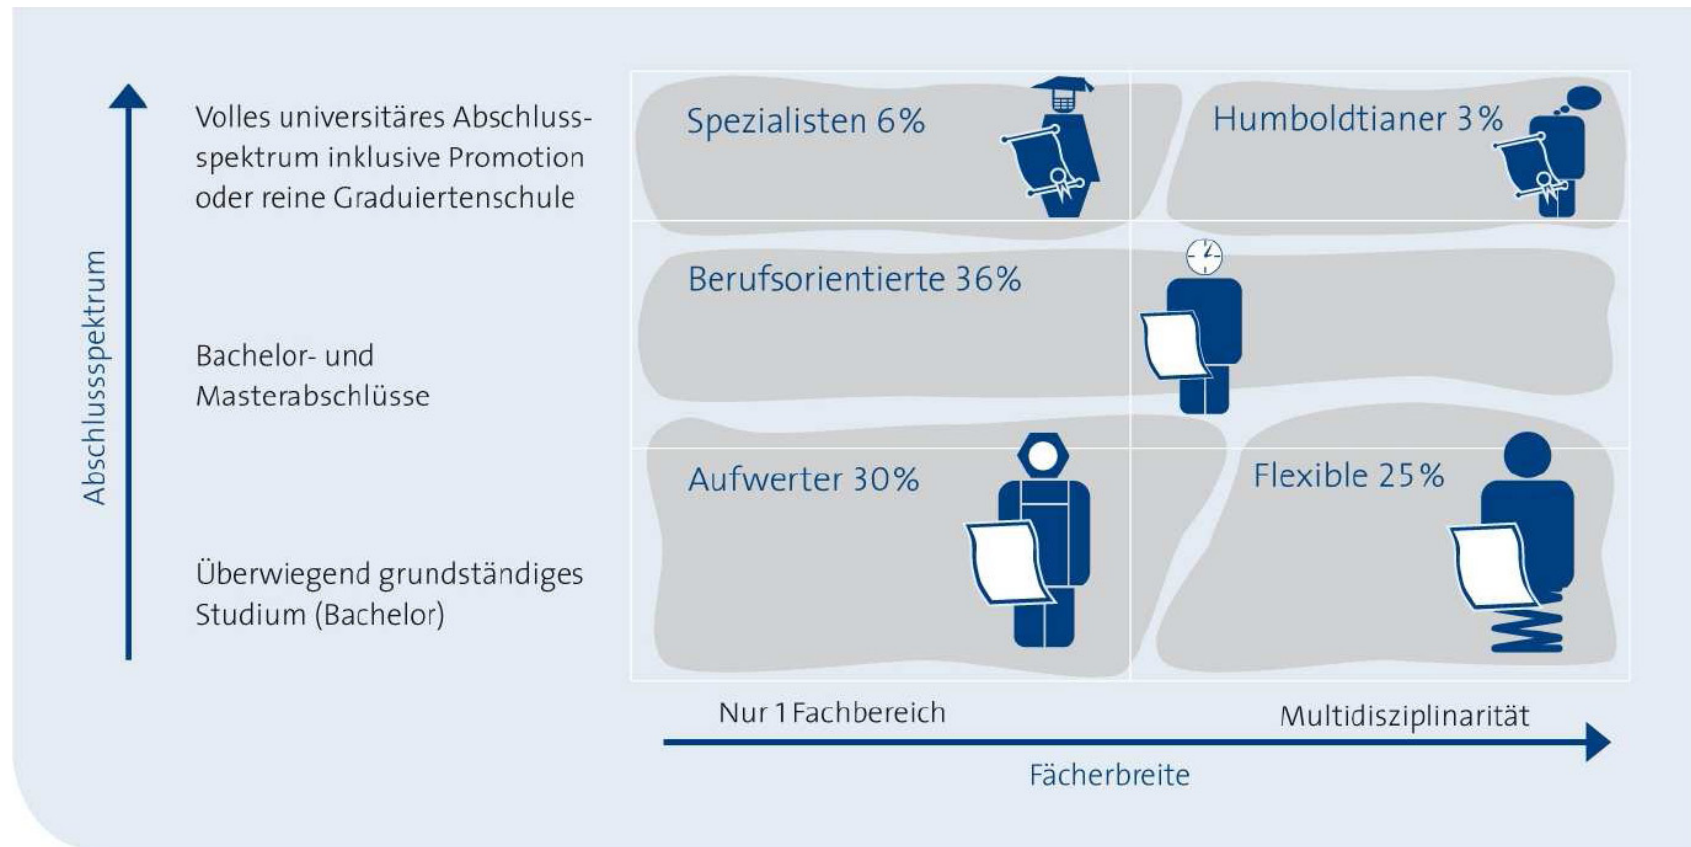 Abschlussspektrum
Volles universitäres Abschluss-
spektrum inklusive Promotion
oder reine Graduiertenschule
Bachelor- und
Masterabschlüsse
Überwiegend grundständiges
Studium (Bachelor)
Spezialisten 6%
Humboldtianer 3%
Berufsorientierte 36%
Aufwerter 30%
Flexible 25%
Nur 1 Fachbereich
Multidisziplinarität
Fächerbreite